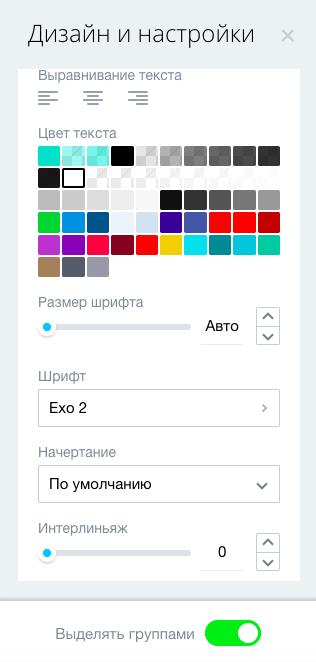 Дизайн и настройки
Выравнивание текста
Цвет текста
Размер шрифта
Авто
Шрифт
Exo 2
Начертание
По умолчанию
Интерлиньяж
0
Выделять группами